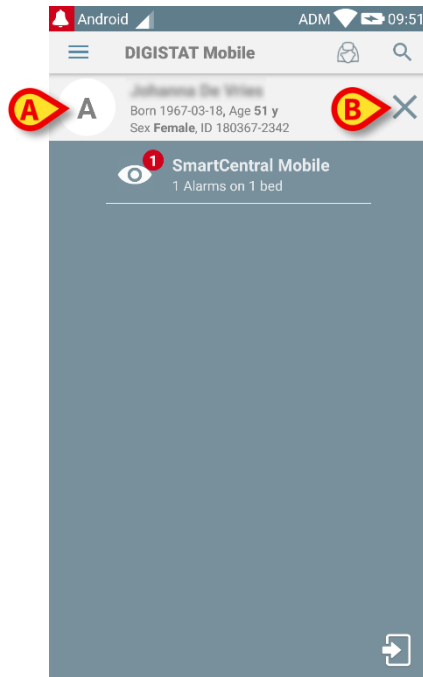 Android ADM 09:51
DIGISTAT Mobile
A A B
Born 1967-03-18, Age 51 y
Sex Female, ID 180367-2342
1
SmartCentral Mobile
1 Alarms on 1 bed